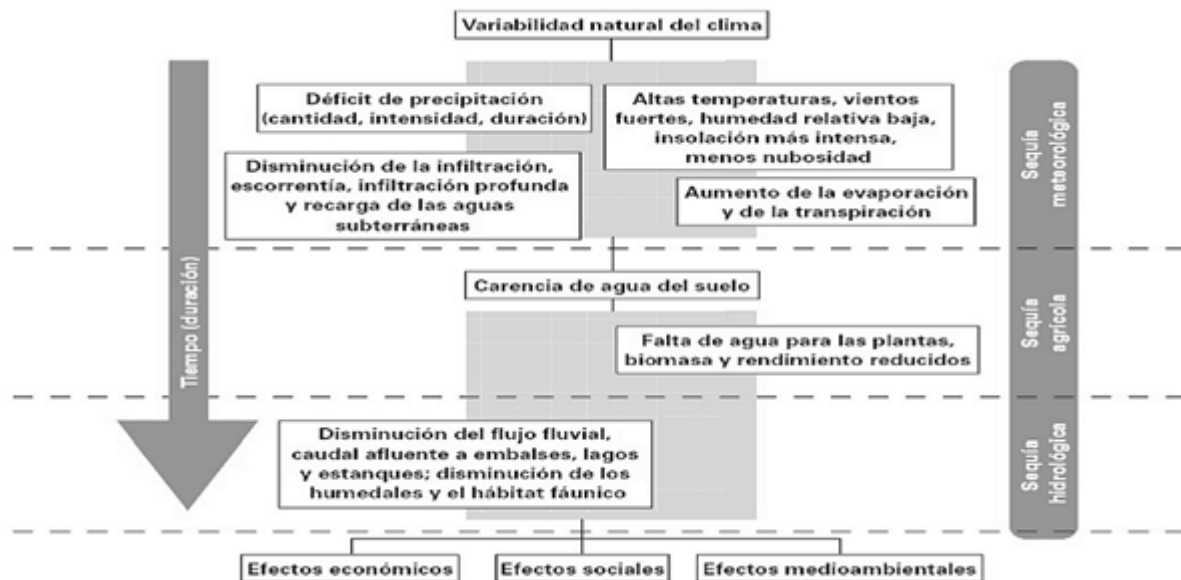 Variabilidad natural del clima
Déficit de precipitación
(cantidad, intensidad, duración)
Altas temperaturas, vientos
fuertes, humedad relativa baja,
insolación más intensa,
menos nubosidad
Disminución de la infiltración,
escorrentía, infiltración profunda
y recarga de las aguas
subterráneas
Aumento de la evaporación
y de la transpiración
Sequía
meteorológica
Tiempo (duración)
Carencia de agua del suelo
Falta de agua para las plantas,
biomasa y rendimiento reducidos
Sequía
agrícola
Disminución del flujo fluvial,
caudal afluente a embalses, lagos
y estanques; disminución de los
humedales y el hábitat fáunico
Sequía
hidrológica
Efectos económicos
Efectos sociales
Efectos medioambientales